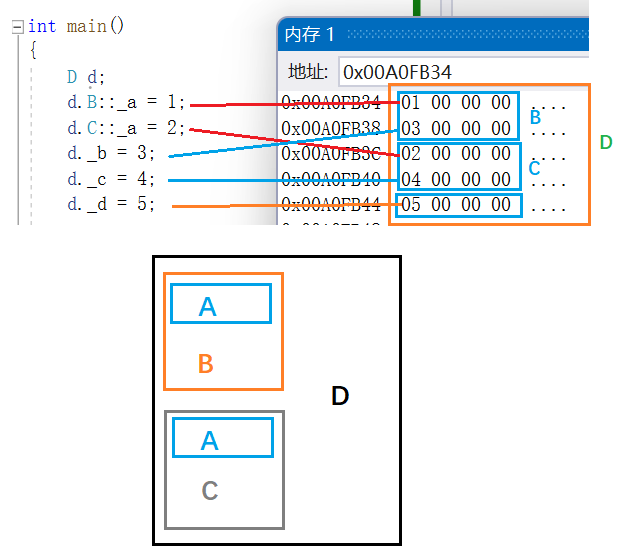 int main()
{
D d;
d.B::_a = 1;
d.C::_a = 2;
d._b = 3;
d._c = 4;
d._d = 5;
内存 1
地址: 0x00A0FB34
0x00A0FB34 01 00 00 00 ....
0x00A0FB38 03 00 00 00 ....
0x00A0FB3C 02 00 00 00 ....
0x00A0FB40 04 00 00 00 ....
0x00A0FB44 05 00 00 00 ....
B
C
D
A
B
A
C
D